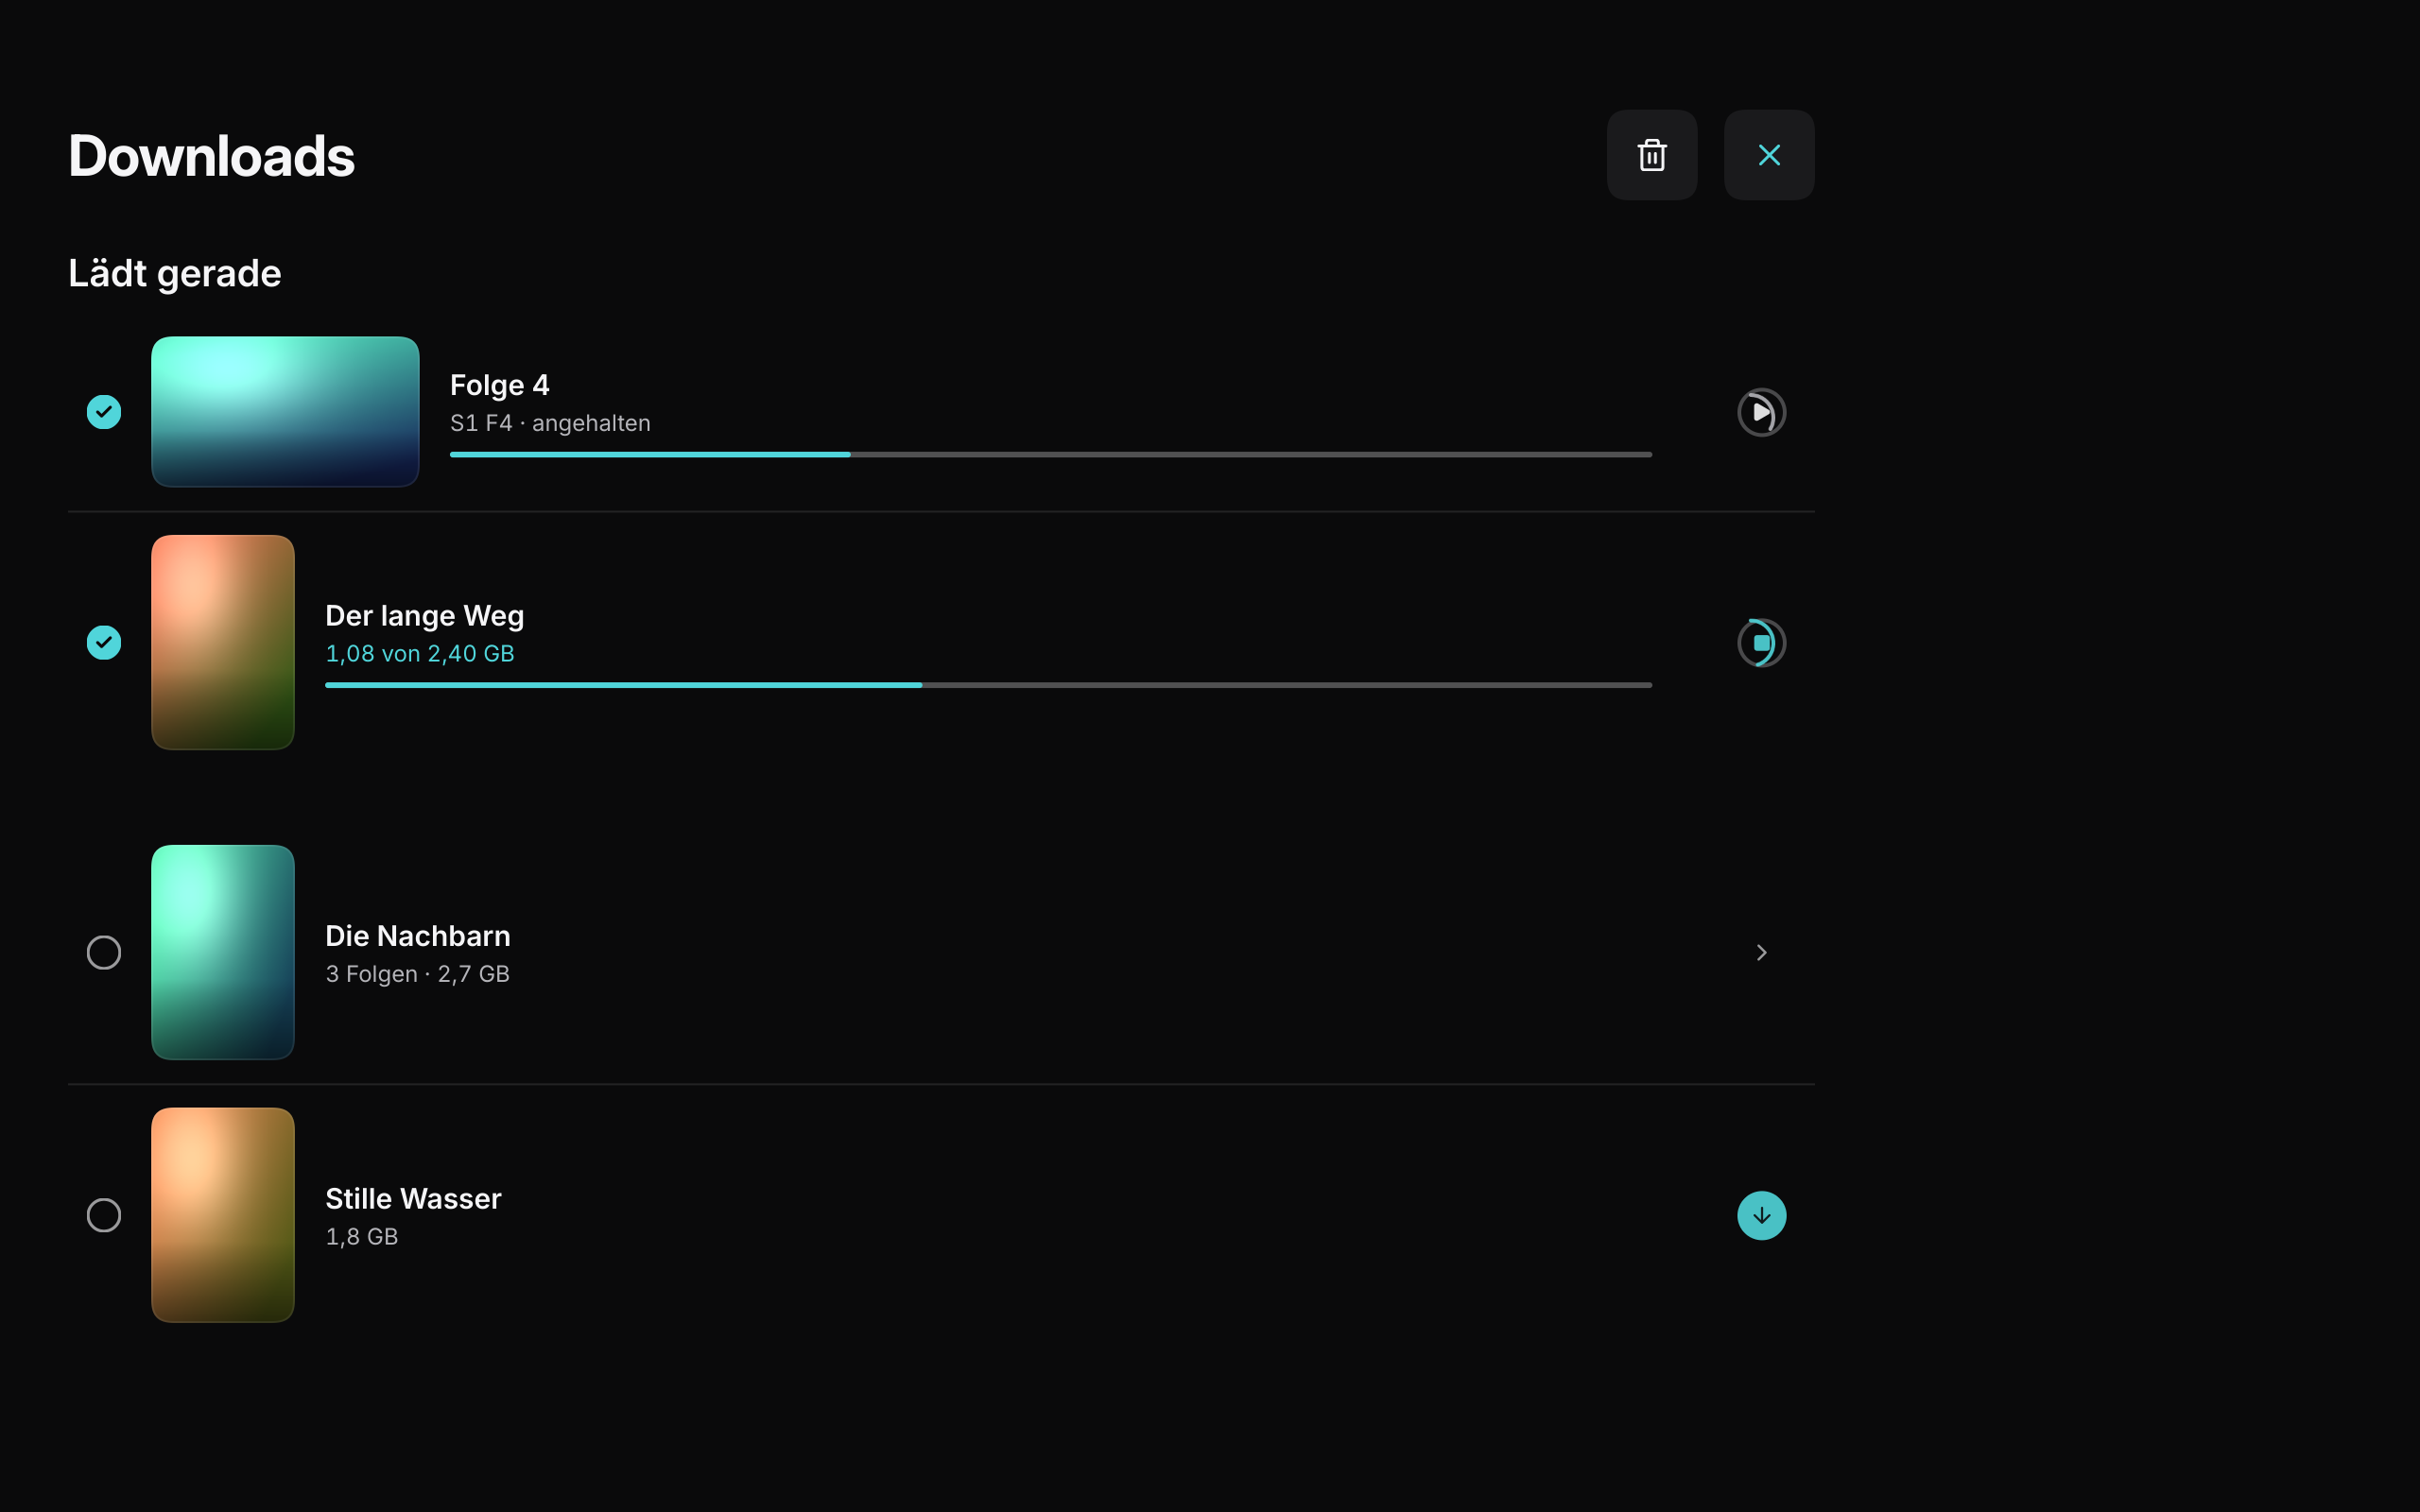 Downloads
Lädt gerade
Folge 4
S1 F4 · angehalten
Der lange Weg
1,08 von 2,40 GB
Die Nachbarn
3 Folgen · 2,7 GB
Stille Wasser
1,8 GB